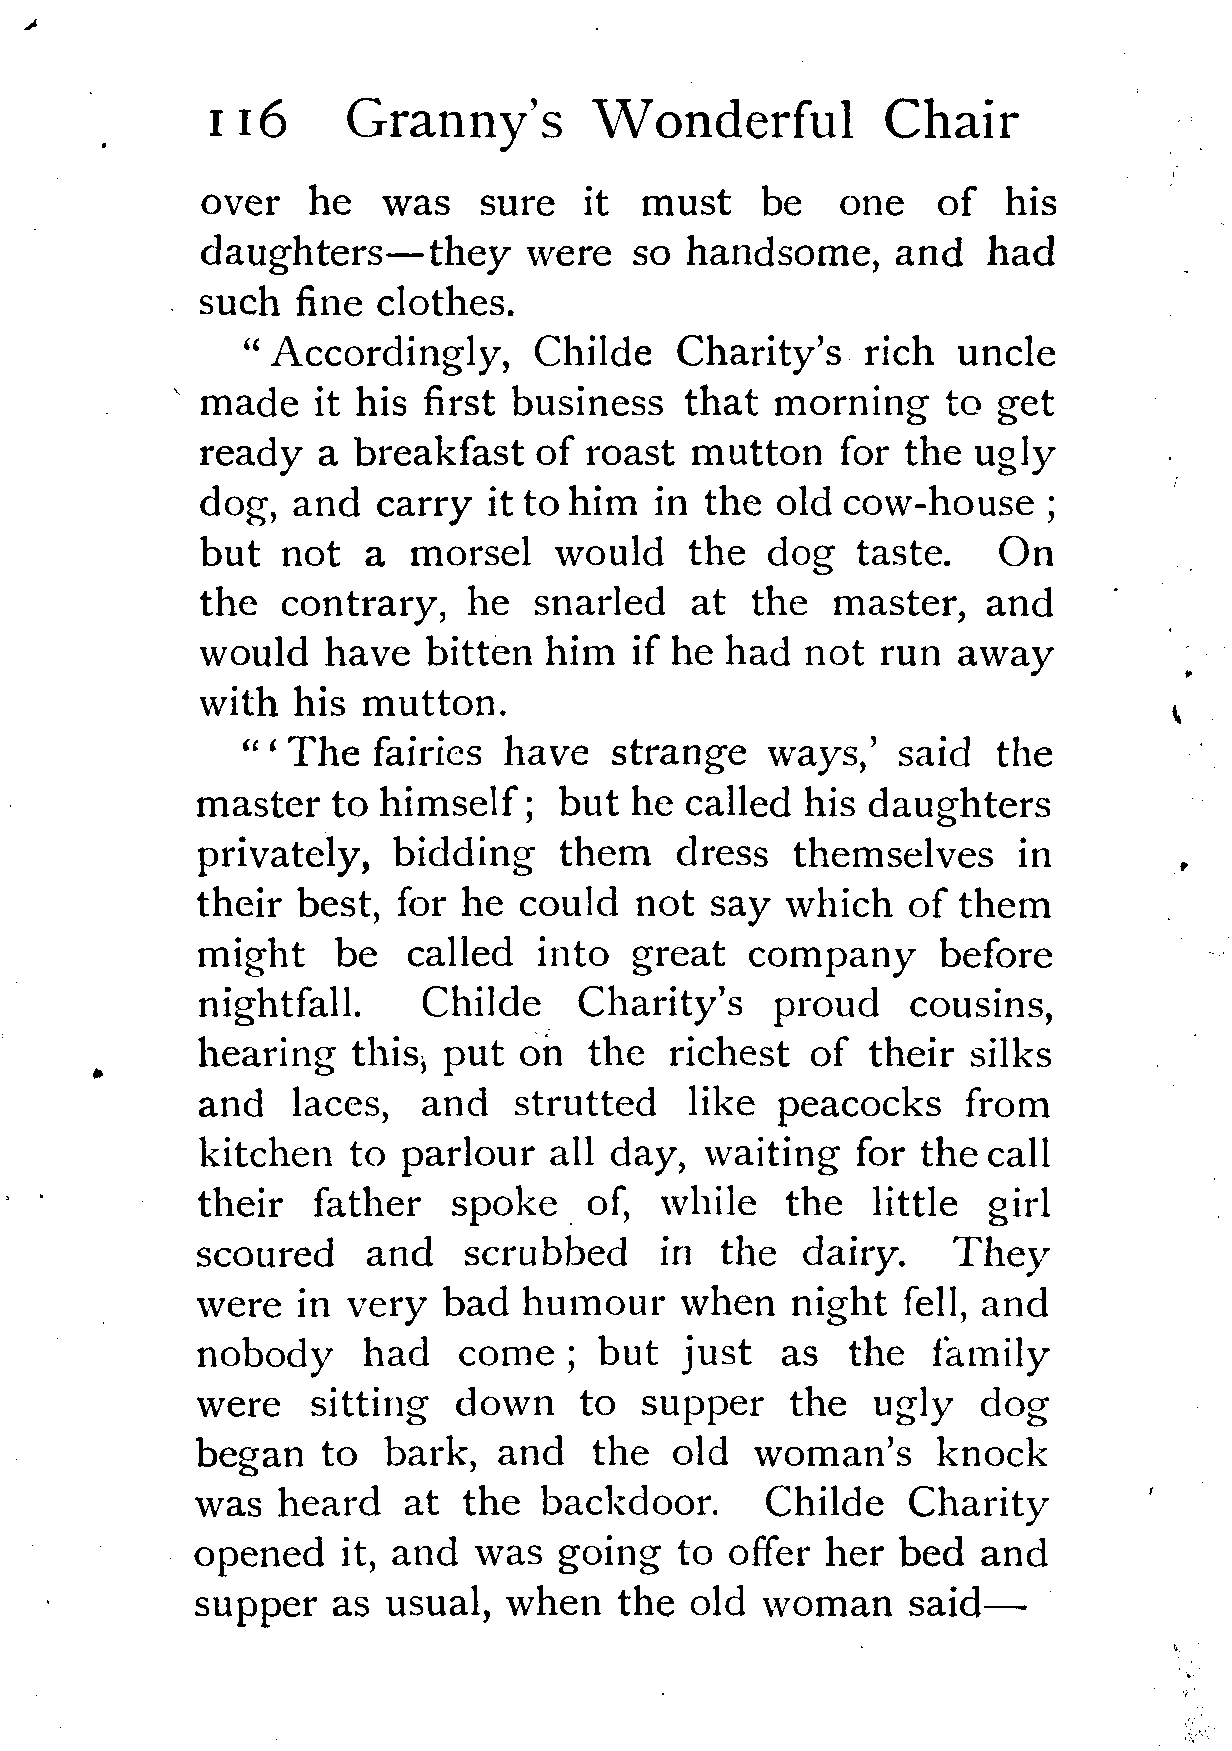 116 Granny's Wonderful Chair
over he was sure it must be one of his
daughters—they were so handsome, and had
such fine clothes.
“ Accordingly, Childe Charity's rich uncle
made it his first business that morning to get
ready a breakfast of roast mutton for the ugly
dog, and carry it to him in the old cow-house ;
but not a morsel would the dog taste. On
the contrary, he snarled at the master, and
would have bitten him if he had not run away
with his mutton.
“ ‘ The fairies have strange ways,’ said the
master to himself ; but he called his daughters
privately, bidding them dress themselves in
their best, for he could not say which of them
might be called into great company before
nightfall. Childe Charity's proud cousins,
hearing this, put on the richest of their silks
and laces, and strutted like peacocks from
kitchen to parlour all day, waiting for the call
their father spoke of, while the little girl
scoured and scrubbed in the dairy. They
were in very bad humour when night fell, and
nobody had come ; but just as the family
were sitting down to supper the ugly dog
began to bark, and the old woman's knock
was heard at the backdoor. Childe Charity
opened it, and was going to offer her bed and
supper as usual, when the old woman said—